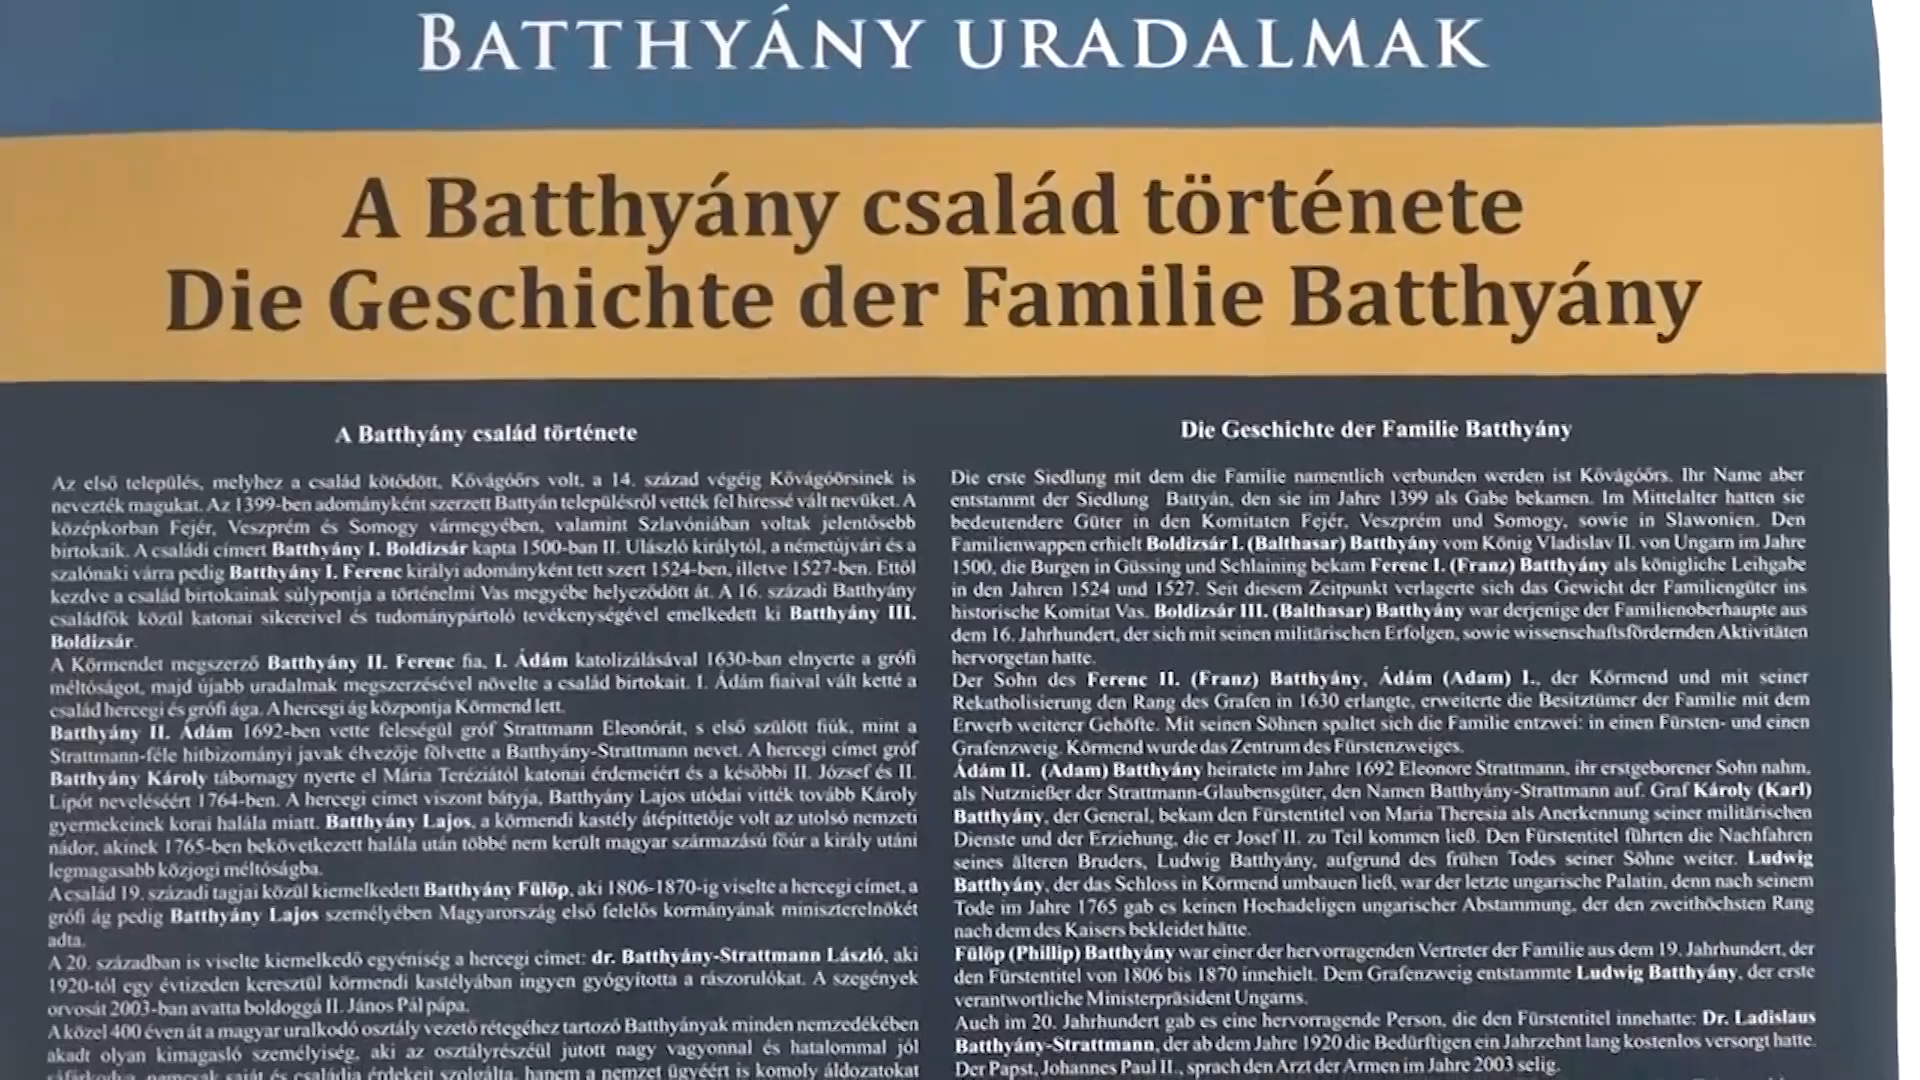 BATTHYÁNY URADALMAK
A Batthyány család története
Die Geschichte der Familie Batthyány
A Batthyány család története
Az első település, melyhez a család kötődött, Kővágóőrs volt, a 14. század végéig Kővágóörsinek is
nevezték magukat. Az 1399-ben adományként szerzett Battyán településről vették fel híressé vált nevüket. A
középkorban Fejér, Veszprém és Somogy vármegyében, valamint Szlavóniában voltak jelentősebb
birtokaik. A családi címert Batthyány I. Boldizsár kapta 1500-ban II. Ulászló királytól, a németújvári és a
szalónaki várra pedig Batthyány I. Ferenc királyi adományként tett szert 1524-ben, illetve 1527-ben. Ettől
kezdve a család birtokainak súlypontja a történelmi Vas megyébe helyeződött át. A 16. századi Batthyány
családfők közül katonai sikereivel és tudománypártoló tevékenységével emelkedett ki Batthyány III.
Boldizsár.
A Körmendet megszerző Batthyány II. Ferenc fia, I. Ádám katolizálásával 1630-ban elnyerte a grófi
méltóságot, majd újabb uradalmak megszerzésével növelte a család birtokait. I. Ádám fiaival vált ketté a
család hercegi és grófi ága. A hercegi ág központja Körmend lett.
Batthyány II. Ádám 1692-ben vette feleségül gróf Strattmann Eleonórát, s első szülött fiúk, mint a
Strattmann-féle hitbizományi javak élvezője fölvette a Batthyány-Strattmann nevet. A hercegi címet gróf
Batthyány Károly tábornagy nyerte el Mária Teréziától katonai érdemeiért és a későbbi II. József és II.
Lipót neveléséért 1764-ben. A hercegi címet viszont bátyja, Batthyány Lajos utódai vitték tovább Károly
gyermekeinek korai halála miatt. Batthyány Lajos, a körmendi kastély átépíttetője volt az utolsó nemzeti
nádor, akinek 1765-ben bekövetkezett halála után többé nem került magyar származású főúr a király utáni
legmagasabb közjogi méltóságba.
A család 19. századi tagjai közül kiemelkedett Batthyány Fülöp, aki 1806-1870-ig viselte a hercegi címet, a
grófi ág pedig Batthyány Lajos személyében Magyarország első felelős kormányának miniszterelnökét
adta.
A 20. században is viselte kiemelkedő egyéniség a hercegi címet: dr. Batthyány-Strattmann László, aki
1920-tól egy évtizeden keresztül körmendi kastélyában ingyen gyógyította a rászorulókat. A szegények
orvosát 2003-ban avatta boldoggá II. János Pál pápa.
A közel 400 éven át a magyar uralkodó osztály vezető rétegéhez tartozó Batthyányak minden nemzedékében
akadt olyan kimagasló személyiség, aki az osztályrészéül jutott nagy vagyonnal és hatalommal jól
sáfárkodva, nemcsak saját és családja érdekeit szolgálta, hanem a nemzet ügyéért is komoly áldozatokat
Die Geschichte der Familie Batthyány
Die erste Siedlung mit dem die Familie namentlich verbunden werden ist Kővágóőrs. Ihr Name aber
entstammt der Siedlung Battyán, den sie im Jahre 1399 als Gabe bekamen. Im Mittelalter hatten sie
bedeutendere Güter in den Komitaten Fejér, Veszprém und Somogy, sowie in Slawonien. Den
Familienwappen erhielt Boldizsár I. (Balthasar) Batthyány vom König Vladislav II. von Ungarn im Jahre
1500, die Burgen in Güssing und Schlaining bekam Ferenc I. (Franz) Batthyány als königliche Leihgabe
in den Jahren 1524 und 1527. Seit diesem Zeitpunkt verlagerte sich das Gewicht der Familiengüter ins
historische Komitat Vas. Boldizsár III. (Balthasar) Batthyány war derjenige der Familienoberhaupte aus
dem 16. Jahrhundert, der sich mit seinen militärischen Erfolgen, sowie wissenschaftsfördernden Aktivitäten
hervorgetan hatte.
Der Sohn des Ferenc II. (Franz) Batthyány, Ádám (Adam) I., der Körmend und mit seiner
Rekatholisierung den Rang des Grafen in 1630 erlangte, erweiterte die Besitztümer der Familie mit dem
Erwerb weiterer Gehöfte. Mit seinen Söhnen spaltet sich die Familie entzwei: in einen Fürsten- und einen
Grafenzweig. Körmend wurde das Zentrum des Fürstenzweiges.
Ádám II. (Adam) Batthyány heiratete im Jahre 1692 Eleonore Strattmann, ihr erstgeborener Sohn nahm,
als Nutznießer der Strattmann-Glaubensgüter, den Namen Batthyány-Strattmann auf. Graf Károly (Karl)
Batthyány, der General, bekam den Fürstentitel von Maria Theresia als Anerkennung seiner militärischen
Dienste und der Erziehung, die er Josef II. zu Teil kommen ließ. Den Fürstentitel führten die Nachfahren
seines älteren Bruders, Ludwig Batthyány, aufgrund des frühen Todes seiner Söhne weiter. Ludwig
Batthyány, der das Schloss in Körmend umbauen ließ, war der letzte ungarische Palatin, denn nach seinem
Tode im Jahre 1765 gab es keinen Hochadeligen ungarischer Abstammung, der den zweithöchsten Rang
nach dem des Kaisers bekleidet hätte.
Fülöp (Phillip) Batthyány war einer der hervorragenden Vertreter der Familie aus dem 19. Jahrhundert, der
den Fürstentitel von 1806 bis 1870 innehielt. Dem Grafenzweig entstammte Ludwig Batthyány, der erste
verantwortliche Ministerpräsident Ungarns.
Auch im 20. Jahrhundert gab es eine hervorragende Person, die den Fürstentitel innehatte: Dr. Ladislaus
Batthyány-Strattmann, der ab dem Jahre 1920 die Bedürftigen ein Jahrzehnt lang kostenlos versorgt hatte.
Der Papst, Johannes Paul II., sprach den Arzt der Armen im Jahre 2003 selig.